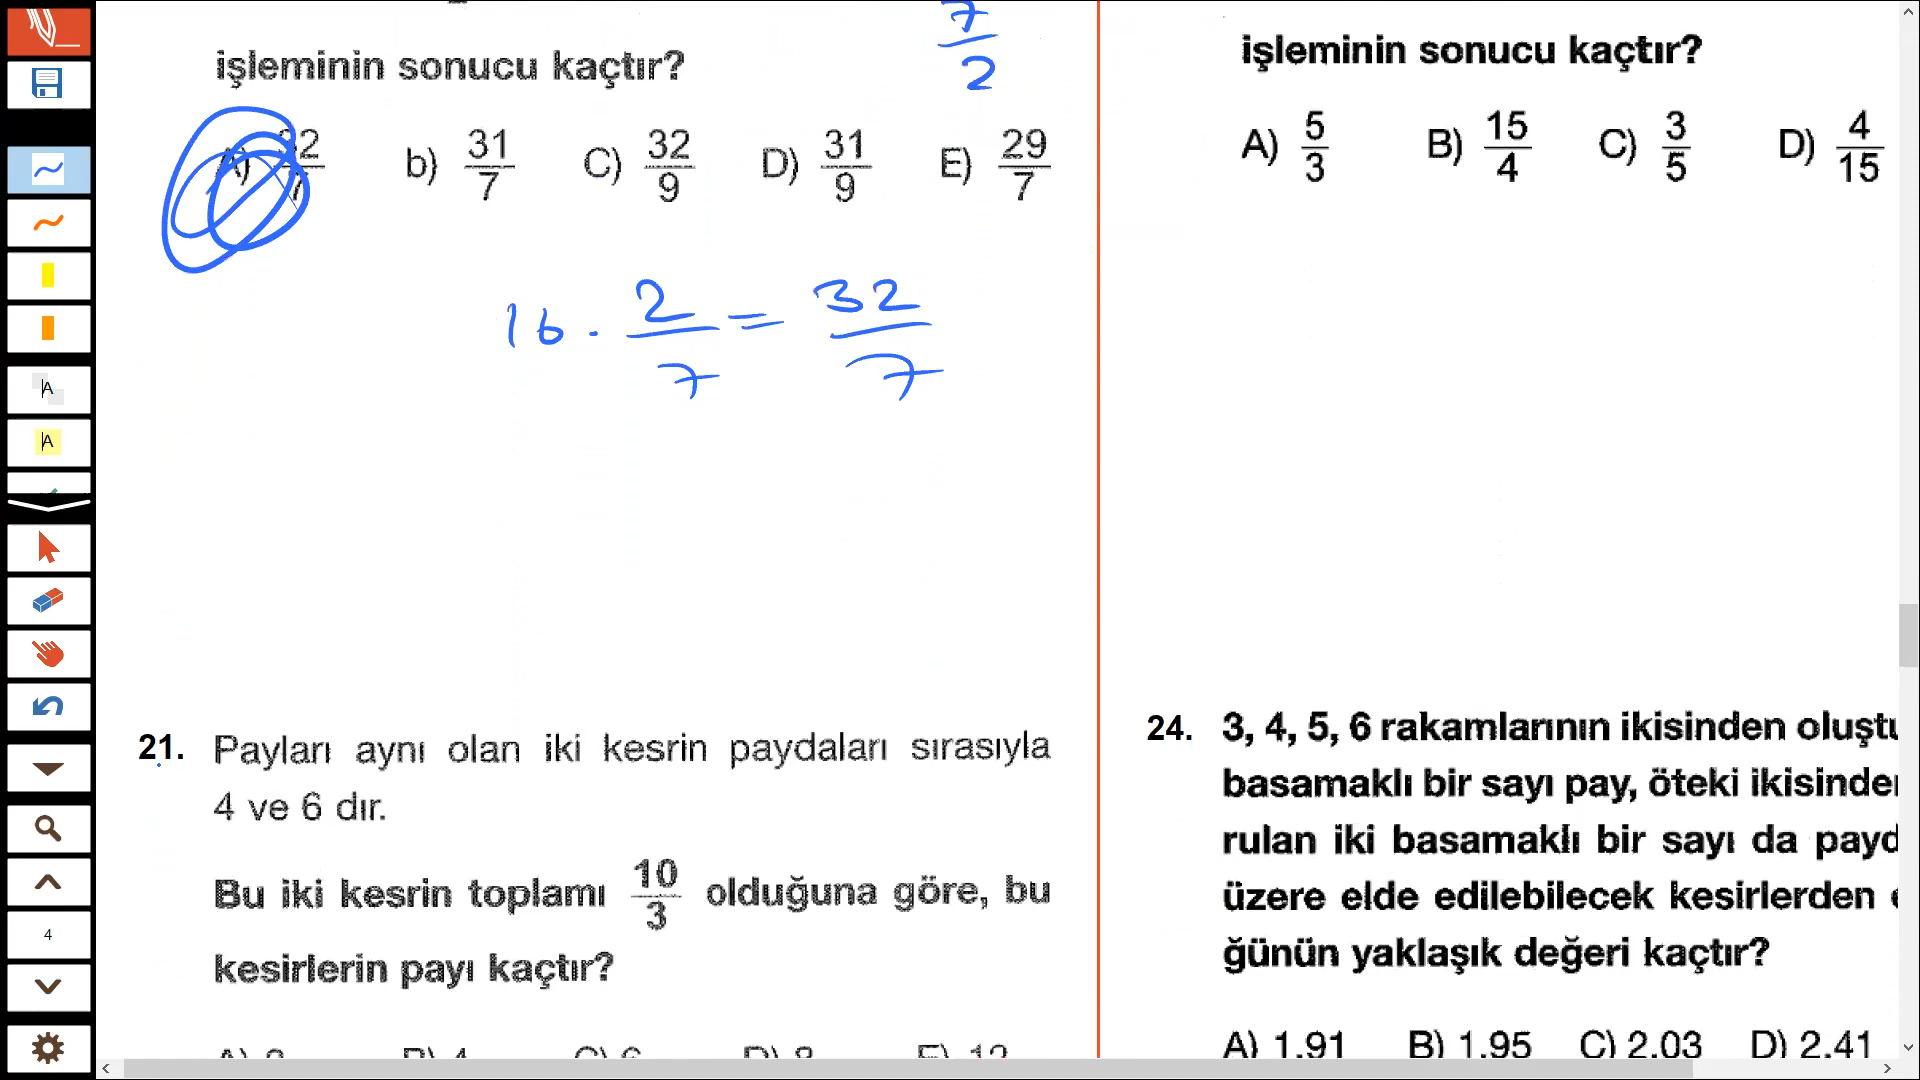 7
2
işleminin sonucu kaçtır?
A) 32/7 b) 31/7 C) 32/9 D) 31/9 E) 29/7
16 · 2/7 = 32/7
21. Payları aynı olan iki kesrin paydaları sırasıyla
4 ve 6 dır.
Bu iki kesrin toplamı 10/3 olduğuna göre, bu
kesirlerin payı kaçtır?
işleminin sonucu kaçtır?
A) 5/3 B) 15/4 C) 3/5 D) 4/15
24. 3, 4, 5, 6 rakamlarının ikisinden oluştu
basamaklı bir sayı pay, öteki ikisinde
rulan iki basamaklı bir sayı da payd
üzere elde edilebilecek kesirlerden
ğünün yaklaşık değeri kaçtır?
A) 1.91 B) 1.95 C) 2.03 D) 2.41
A
A
4